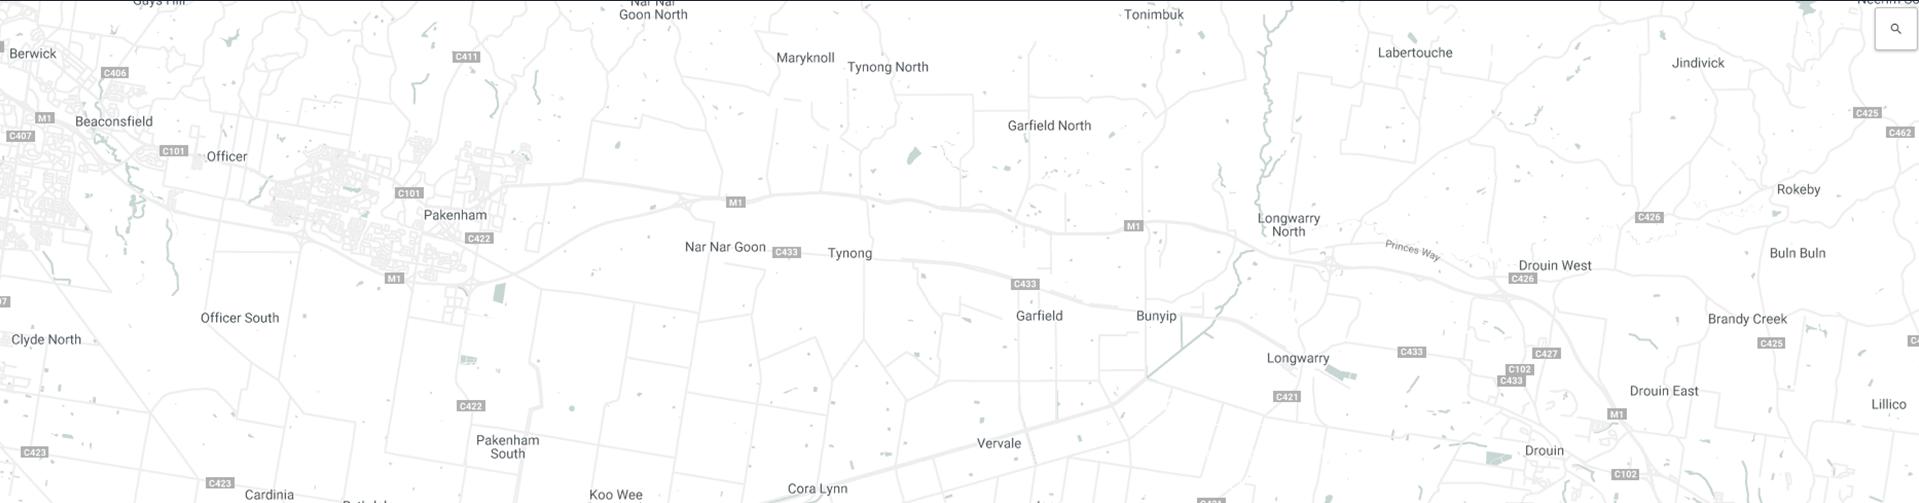 Guys Hill
Nar Nar
Goon North
Tonimbuk
Berwick
Maryknoll
Tynong North
Labertouche
Jindivick
C411
C406
M1
Beaconsfield
C407
C101
Officer
Garfield North
C425
C462
C101
Pakenham
C422
M1
Rokeby
C426
Longwarry
North
M1
Nar Nar Goon
C433
Tynong
Princes Way
Buln Buln
Drouin West
C426
M1
C433
Officer South
Garfield
Bunyip
Brandy Creek
C425
Clyde North
Longwarry
C433
C427
C102
C433
Drouin East
C422
C421
M1
Lillico
Pakenham
South
Vervale
Drouin
C423
C423
C102
Cardinia
Koo Wee
Cora Lynn